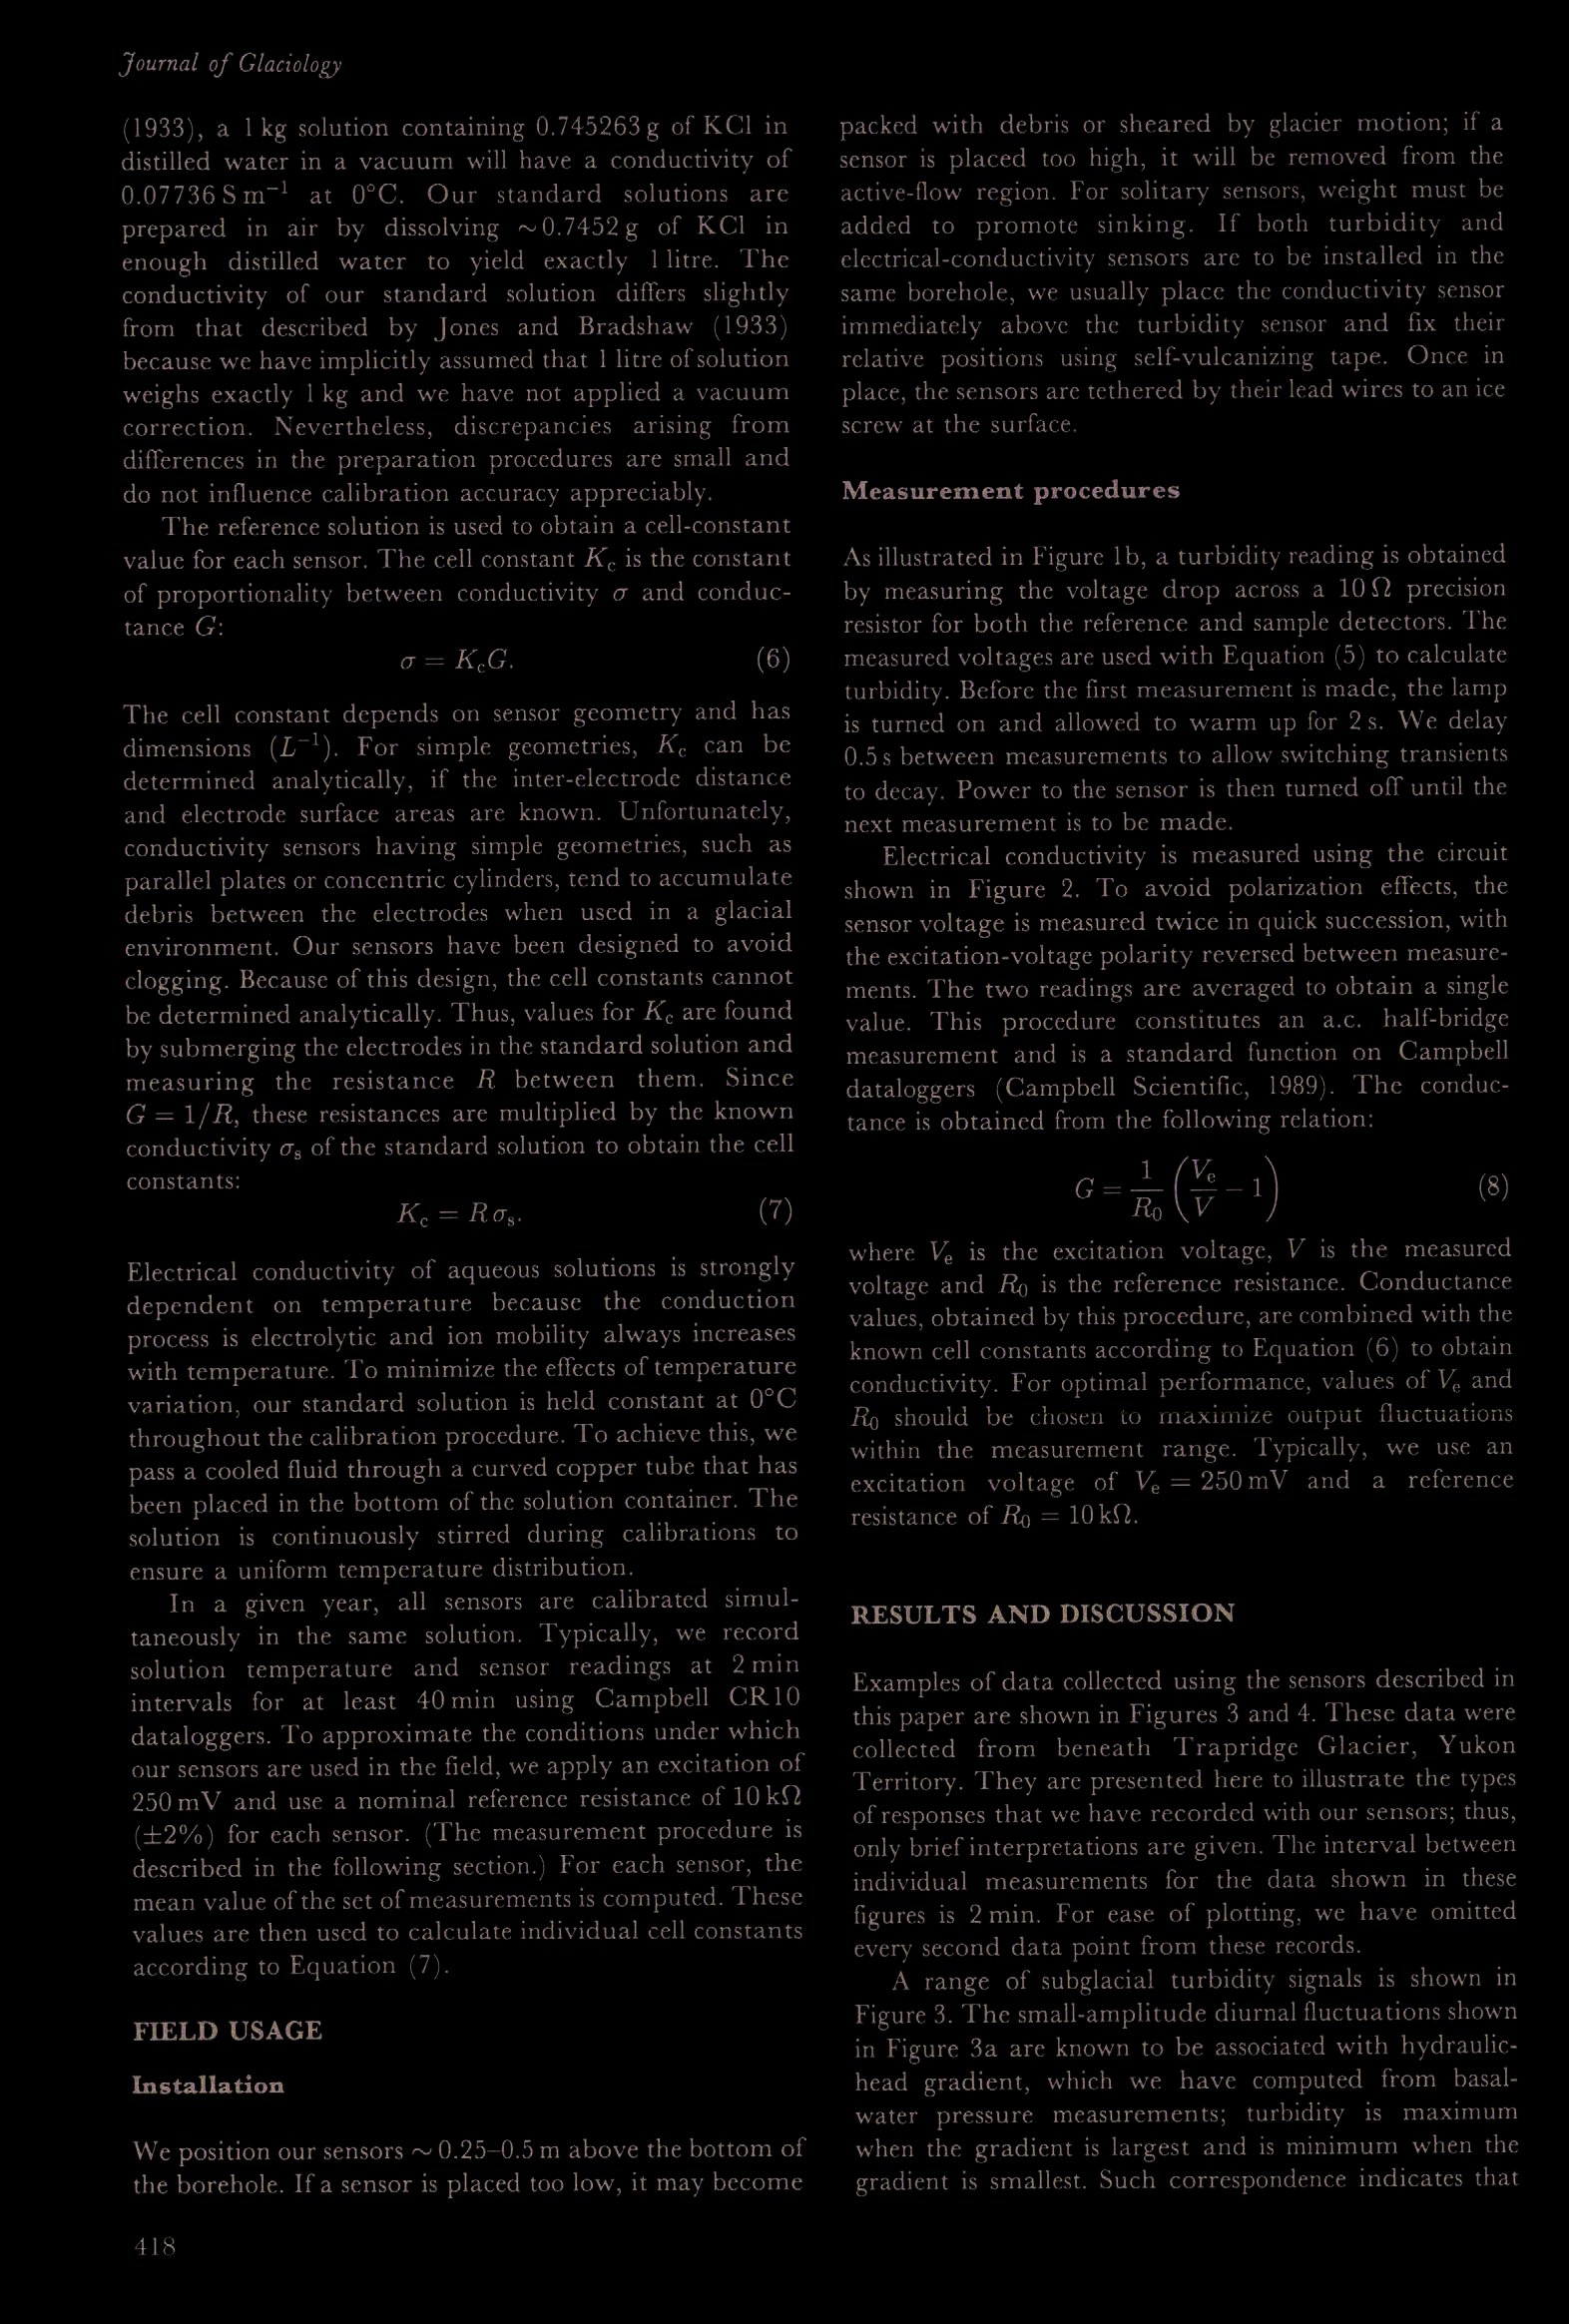 Journal of Glaciology
(1933), a 1 kg solution containing 0.745263 g of KCl in
distilled water in a vacuum will have a conductivity of
0.07736 S m⁻¹ at 0°C. Our standard solutions are
prepared in air by dissolving ~0.7452 g of KCl in
enough distilled water to yield exactly 1 litre. The
conductivity of our standard solution differs slightly
from that described by Jones and Bradshaw (1933)
because we have implicitly assumed that 1 litre of solution
weighs exactly 1 kg and we have not applied a vacuum
correction. Nevertheless, discrepancies arising from
differences in the preparation procedures are small and
do not influence calibration accuracy appreciably.
The reference solution is used to obtain a cell-constant
value for each sensor. The cell constant K_c is the constant
of proportionality between conductivity σ and conduc-
tance G:
σ = K_cG. (6)
The cell constant depends on sensor geometry and has
dimensions (L⁻¹). For simple geometries, K_c can be
determined analytically, if the inter-electrode distance
and electrode surface areas are known. Unfortunately,
conductivity sensors having simple geometries, such as
parallel plates or concentric cylinders, tend to accumulate
debris between the electrodes when used in a glacial
environment. Our sensors have been designed to avoid
clogging. Because of this design, the cell constants cannot
be determined analytically. Thus, values for K_c are found
by submerging the electrodes in the standard solution and
measuring the resistance R between them. Since
G = 1/R, these resistances are multiplied by the known
conductivity σ_s of the standard solution to obtain the cell
constants:
K_c = R σ_s. (7)
Electrical conductivity of aqueous solutions is strongly
dependent on temperature because the conduction
process is electrolytic and ion mobility always increases
with temperature. To minimize the effects of temperature
variation, our standard solution is held constant at 0°C
throughout the calibration procedure. To achieve this, we
pass a cooled fluid through a curved copper tube that has
been placed in the bottom of the solution container. The
solution is continuously stirred during calibrations to
ensure a uniform temperature distribution.
In a given year, all sensors are calibrated simul-
taneously in the same solution. Typically, we record
solution temperature and sensor readings at 2 min
intervals for at least 40 min using Campbell CR10
dataloggers. To approximate the conditions under which
our sensors are used in the field, we apply an excitation of
250 mV and use a nominal reference resistance of 10 kΩ
(±2%) for each sensor. (The measurement procedure is
described in the following section.) For each sensor, the
mean value of the set of measurements is computed. These
values are then used to calculate individual cell constants
according to Equation (7).
FIELD USAGE
Installation
We position our sensors ~ 0.25–0.5 m above the bottom of
the borehole. If a sensor is placed too low, it may become
418
packed with debris or sheared by glacier motion; if a
sensor is placed too high, it will be removed from the
active-flow region. For solitary sensors, weight must be
added to promote sinking. If both turbidity and
electrical-conductivity sensors are to be installed in the
same borehole, we usually place the conductivity sensor
immediately above the turbidity sensor and fix their
relative positions using self-vulcanizing tape. Once in
place, the sensors are tethered by their lead wires to an ice
screw at the surface.
Measurement procedures
As illustrated in Figure 1b, a turbidity reading is obtained
by measuring the voltage drop across a 10 Ω precision
resistor for both the reference and sample detectors. The
measured voltages are used with Equation (5) to calculate
turbidity. Before the first measurement is made, the lamp
is turned on and allowed to warm up for 2 s. We delay
0.5 s between measurements to allow switching transients
to decay. Power to the sensor is then turned off until the
next measurement is to be made.
Electrical conductivity is measured using the circuit
shown in Figure 2. To avoid polarization effects, the
sensor voltage is measured twice in quick succession, with
the excitation-voltage polarity reversed between measure-
ments. The two readings are averaged to obtain a single
value. This procedure constitutes an a.c. half-bridge
measurement and is a standard function on Campbell
dataloggers (Campbell Scientific, 1989). The conduc-
tance is obtained from the following relation:
G = 1/R₀ (V_e/V − 1) (8)
where V_e is the excitation voltage, V is the measured
voltage and R₀ is the reference resistance. Conductance
values, obtained by this procedure, are combined with the
known cell constants according to Equation (6) to obtain
conductivity. For optimal performance, values of V_e and
R₀ should be chosen to maximize output fluctuations
within the measurement range. Typically, we use an
excitation voltage of V_e = 250 mV and a reference
resistance of R₀ = 10 kΩ.
RESULTS AND DISCUSSION
Examples of data collected using the sensors described in
this paper are shown in Figures 3 and 4. These data were
collected from beneath Trapridge Glacier, Yukon
Territory. They are presented here to illustrate the types
of responses that we have recorded with our sensors; thus,
only brief interpretations are given. The interval between
individual measurements for the data shown in these
figures is 2 min. For ease of plotting, we have omitted
every second data point from these records.
A range of subglacial turbidity signals is shown in
Figure 3. The small-amplitude diurnal fluctuations shown
in Figure 3a are known to be associated with hydraulic-
head gradient, which we have computed from basal-
water pressure measurements; turbidity is maximum
when the gradient is largest and is minimum when the
gradient is smallest. Such correspondence indicates that